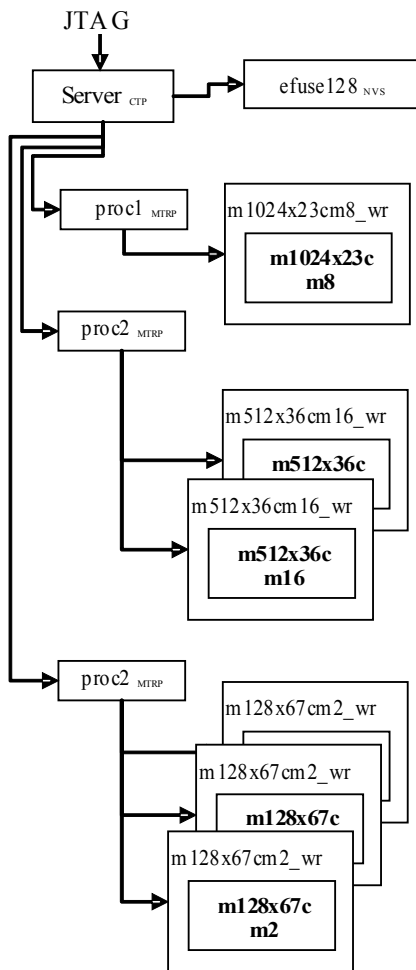 JTAG
Server CTP
efuse128 NVS
proc1 MTRP
m1024x23cm8_wr
m1024x23c
m8
proc2 MTRP
m512x36cm16_wr
m512x36c
m512x36cm16_wr
m512x36c
m16
proc2 MTRP
m128x67cm2_wr
m128x67cm2_wr
m128x67c
m128x67cm2_wr
m128x67c
m2